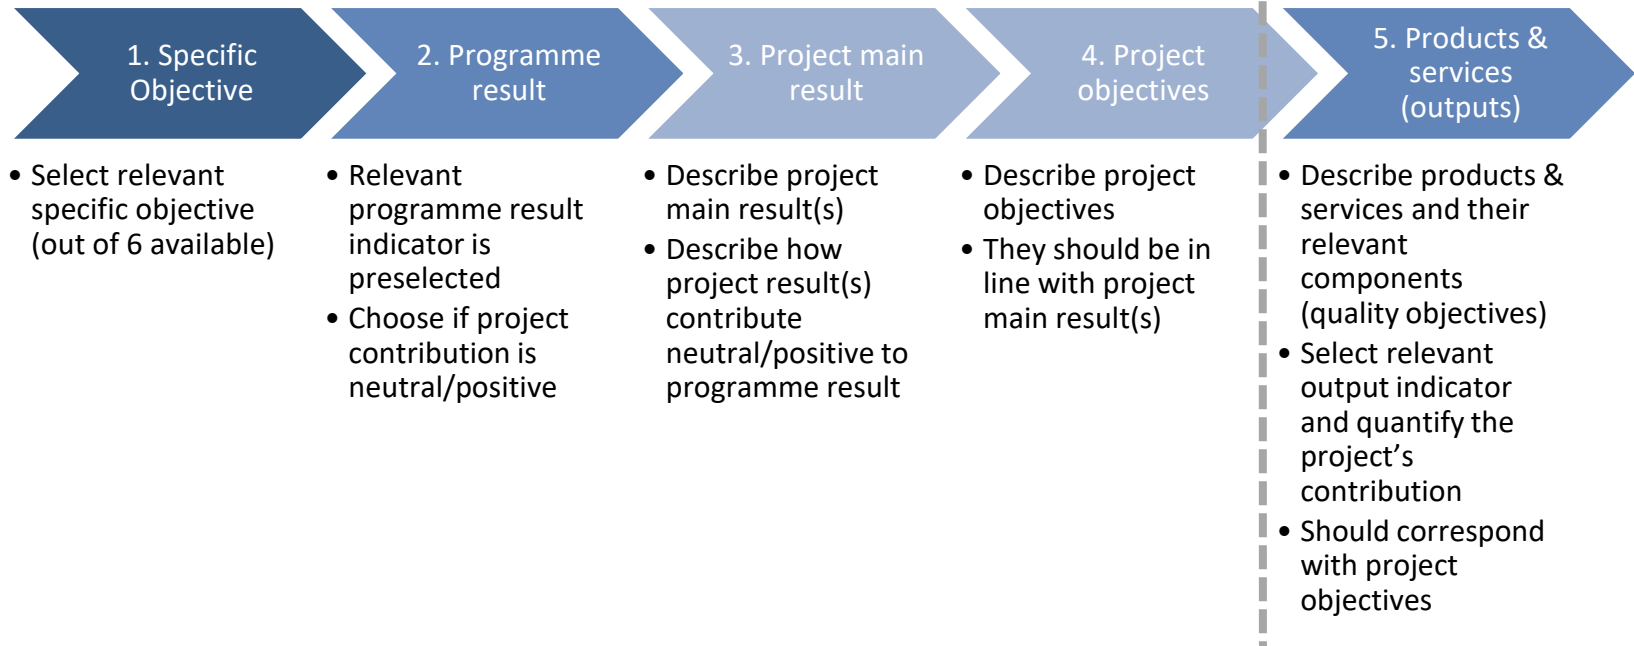 1. Specific
Objective
2. Programme
result
3. Project main
result
4. Project
objectives
5. Products &
services
(outputs)
• Select relevant
specific objective
(out of 6 available)
• Relevant
programme result
indicator is
preselected
• Choose if project
contribution is
neutral/positive
• Describe project
main result(s)
• Describe how
project result(s)
contribute
neutral/positive to
programme result
• Describe project
objectives
• They should be in
line with project
main result(s)
• Describe products &
services and their
relevant
components
(quality objectives)
• Select relevant
output indicator
and quantify the
project's
contribution
• Should correspond
with project
objectives